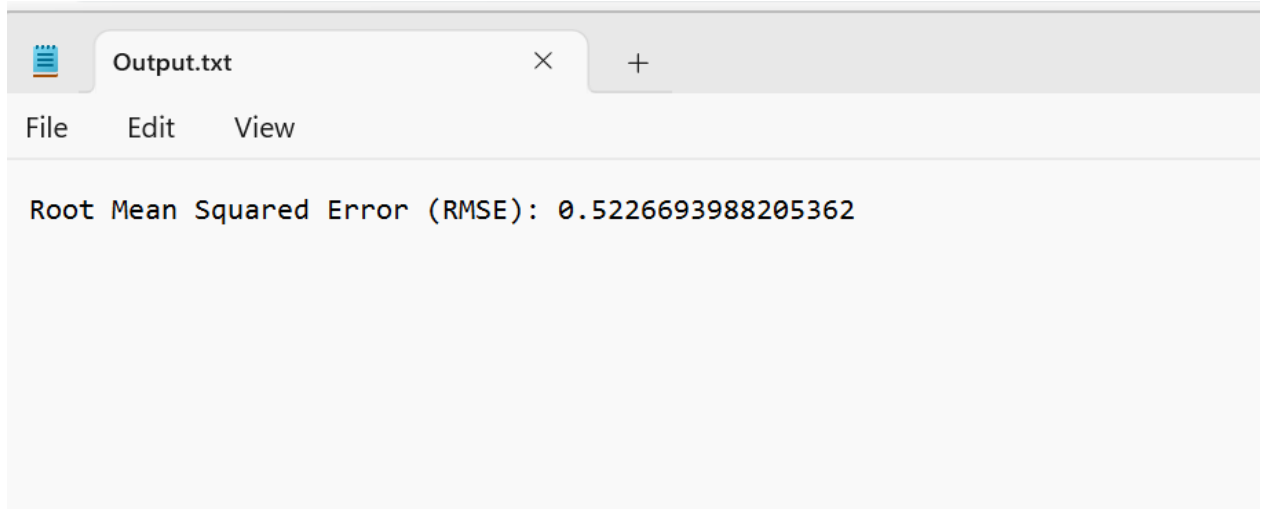 Output.txt
File Edit View
Root Mean Squared Error (RMSE): 0.5226693988205362